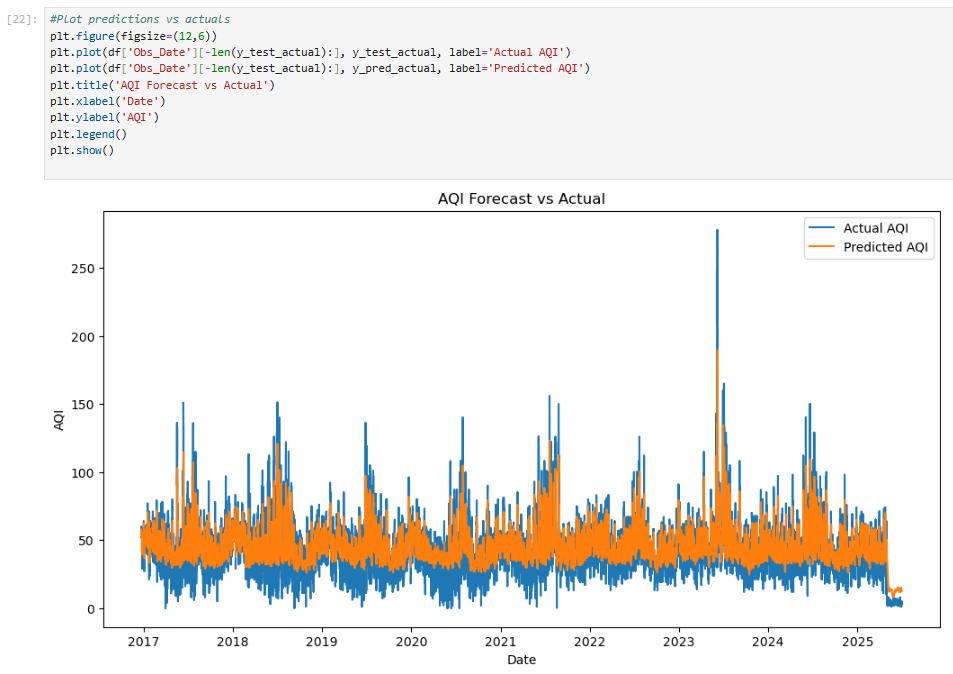 [22]: #Plot predictions vs actuals
plt.figure(figsize=(12,6))
plt.plot(df['Obs_Date'][-len(y_test_actual):], y_test_actual, label='Actual AQI')
plt.plot(df['Obs_Date'][-len(y_test_actual):], y_pred_actual, label='Predicted AQI')
plt.title('AQI Forecast vs Actual')
plt.xlabel('Date')
plt.ylabel('AQI')
plt.legend()
plt.show()
AQI Forecast vs Actual
Actual AQI
Predicted AQI
250
200
150
100
50
0
AQI
2017 2018 2019 2020 2021 2022 2023 2024 2025
Date